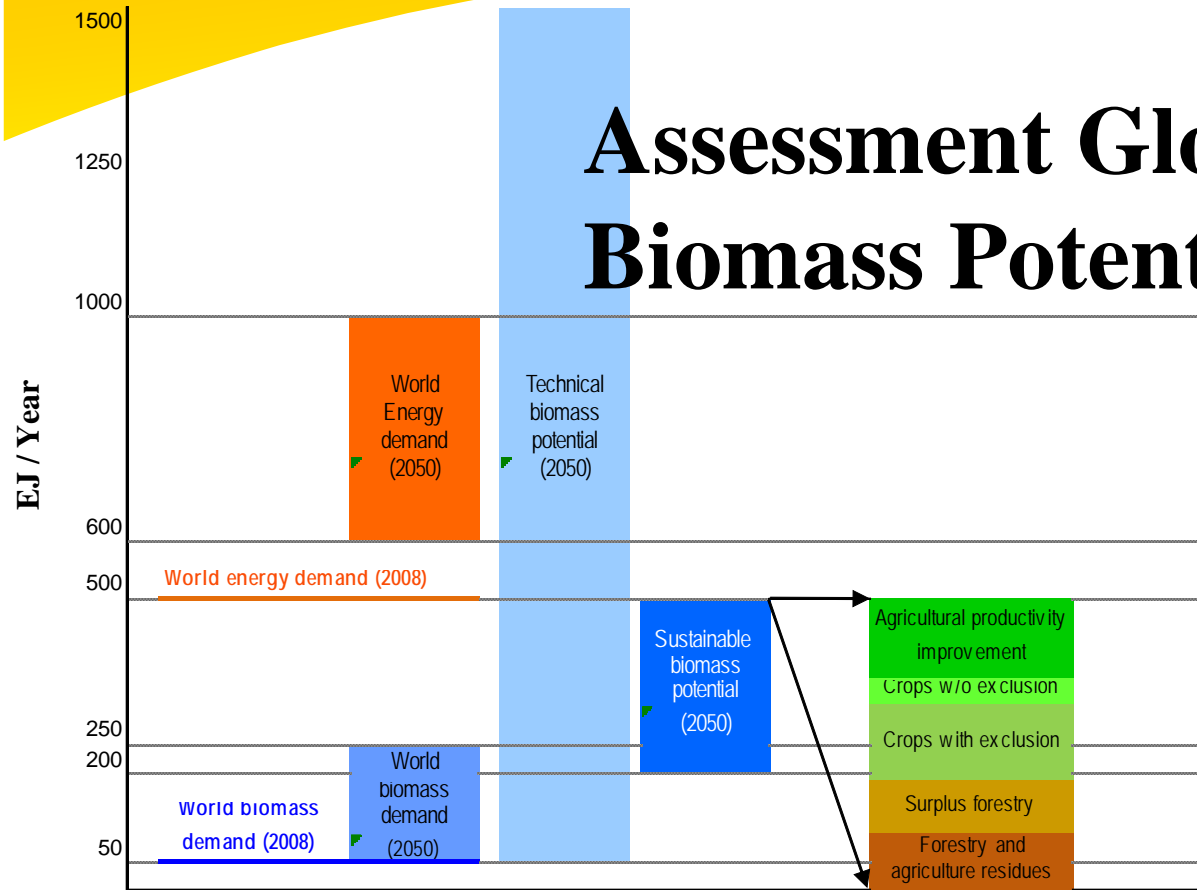 Assessment Glo
Biomass Potent
EJ / Year
1500
1250
1000
600
500
250
200
50
World
Energy
demand
(2050)
Technical
biomass
potential
(2050)
World energy demand (2008)
Sustainable
biomass
potential
(2050)
World
biomass
demand
(2050)
World biomass
demand (2008)
Agricultural productivity
improvement
Crops w/o exclusion
Crops with exclusion
Surplus forestry
Forestry and
agriculture residues